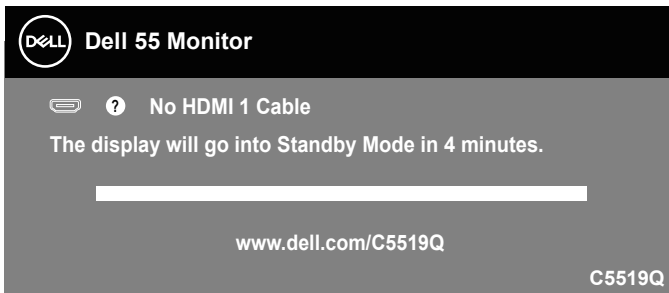 DELL Dell 55 Monitor
? No HDMI 1 Cable
The display will go into Standby Mode in 4 minutes.
www.dell.com/C5519Q
C5519Q